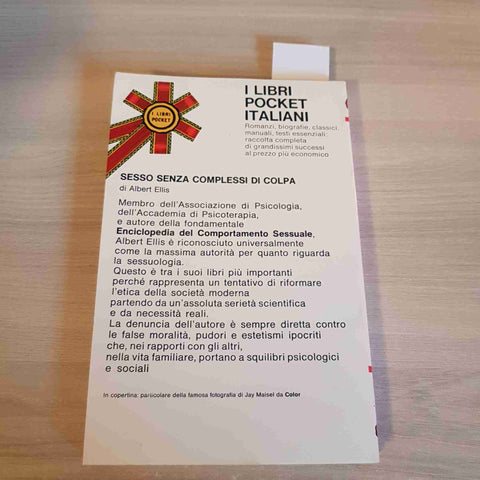 I LIBRI
POCKET
I LIBRI
POCKET
ITALIANI
Romanzi, biografie, classici,
manuali, testi essenziali:
raccolta completa
di grandissimi successi
al prezzo più economico
SESSO SENZA COMPLESSI DI COLPA
di Albert Ellis
Membro dell'Associazione di Psicologia,
dell'Accademia di Psicoterapia,
e autore della fondamentale
Enciclopedia del Comportamento Sessuale,
Albert Ellis è riconosciuto universalmente
come la massima autorità per quanto riguarda
la sessuologia.
Questo è tra i suoi libri più importanti
perché rappresenta un tentativo di riformare
l'etica della società moderna
partendo da un'assoluta serietà scientifica
e da necessità reali.
La denuncia dell'autore è sempre diretta contro
le false moralità, pudori e estetismi ipocriti
che, nei rapporti con gli altri,
nella vita familiare, portano a squilibri psicologici
e sociali
In copertina: particolare della famosa fotografia di Jay Maisel da Color